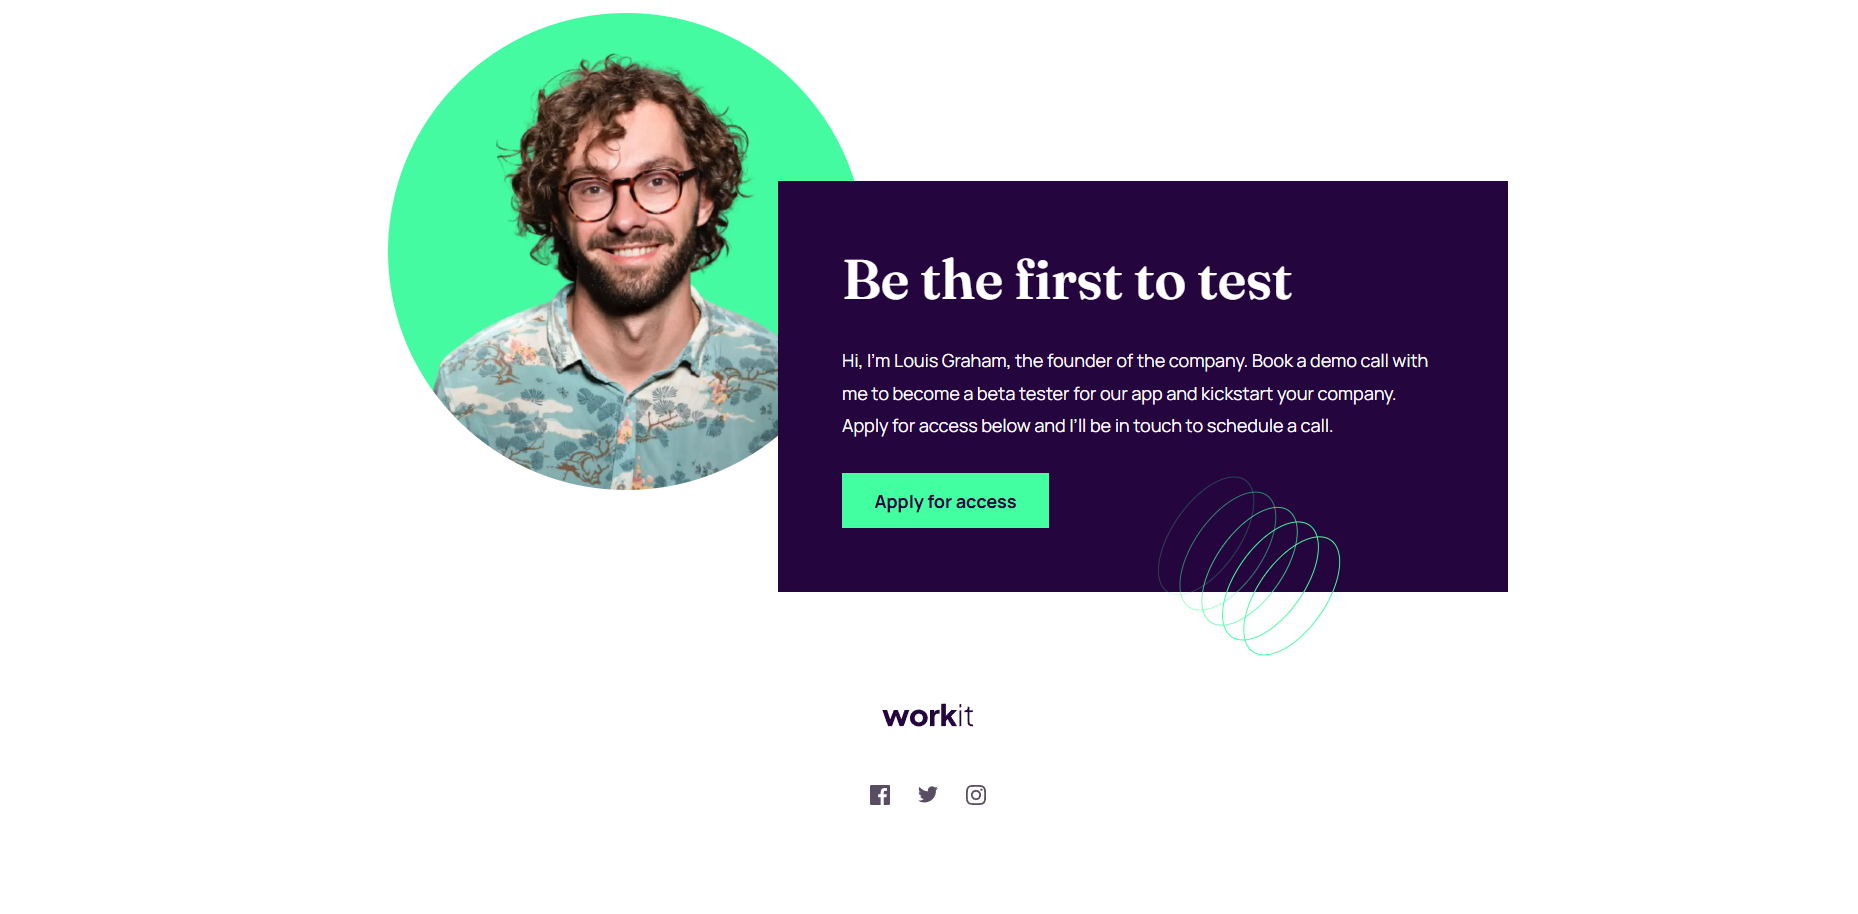 Be the first to test
Hi, I’m Louis Graham, the founder of the company. Book a demo call with
me to become a beta tester for our app and kickstart your company.
Apply for access below and I’ll be in touch to schedule a call.
Apply for access
workit